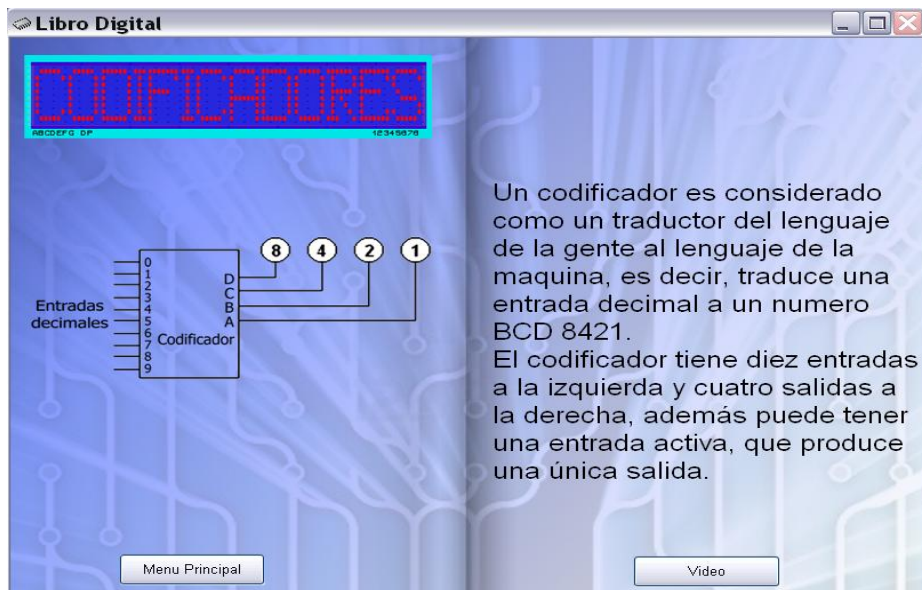 Libro Digital
CODIFICADORES
ABCDEFG DP 12345678
8 4 2 1
0
1
2
3
4
5
6
7
8
9
D
C
B
A
Entradas
decimales
Codificador
Un codificador es considerado
como un traductor del lenguaje
de la gente al lenguaje de la
maquina, es decir, traduce una
entrada decimal a un numero
BCD 8421.
El codificador tiene diez entradas
a la izquierda y cuatro salidas a
la derecha, además puede tener
una entrada activa, que produce
una única salida.
Menu Principal
Video